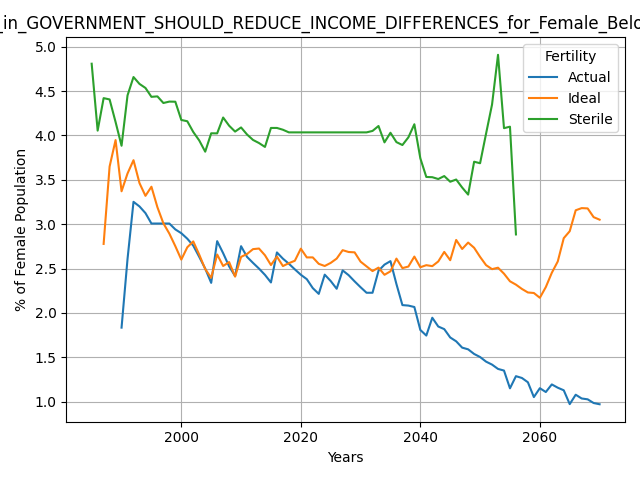 _in_GOVERNMENT_SHOULD_REDUCE_INCOME_DIFFERENCES_for_Female_Belo
Fertility
Actual
Ideal
Sterile
% of Female Population
5.0
4.5
4.0
3.5
3.0
2.5
2.0
1.5
1.0
2000 2020 2040 2060
Years